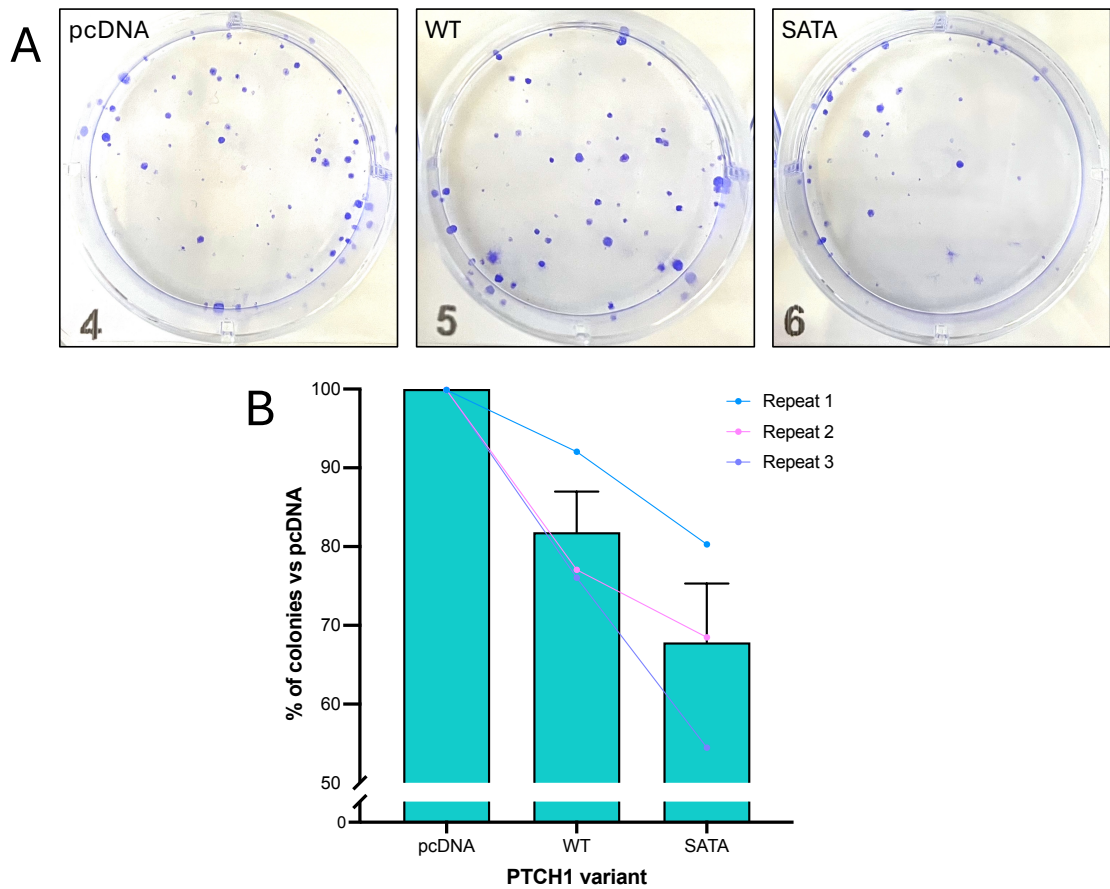 A
pcDNA
WT
SATA
4
5
6
B
% of colonies vs pcDNA
100
90
80
70
60
50
0
Repeat 1
Repeat 2
Repeat 3
pcDNA
WT
SATA
PTCH1 variant